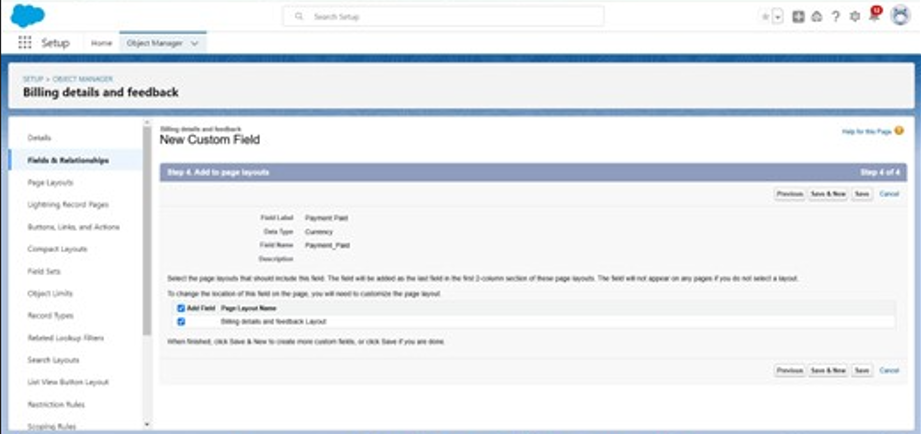 Search Setup
12
Setup
Home
Object Manager
SETUP > OBJECT MANAGER
Billing details and feedback
Details
Fields & Relationships
Page Layouts
Lightning Record Pages
Buttons, Links, and Actions
Compact Layouts
Field Sets
Object Limits
Record Types
Related Lookup Filters
Search Layouts
List View Button Layout
Restriction Rules
Scoping Rules
Billing details and feedback
New Custom Field
Help for this Page
Step 4. Add to page layouts
Step 4 of 4
Previous Save & New Save Cancel
Field Label Payment Paid
Data Type Currency
Field Name Payment_Paid
Description
Select the page layouts that should include this field. The field will be added as the last field in the first 2-column section of these page layouts. The field will not appear on any pages if you do not select a layout.
To change the location of this field on the page, you will need to customize the page layout.
Add Field Page Layout Name
Billing details and feedback Layout
When finished, click Save & New to create more custom fields, or click Save if you are done.
Previous Save & New Save Cancel